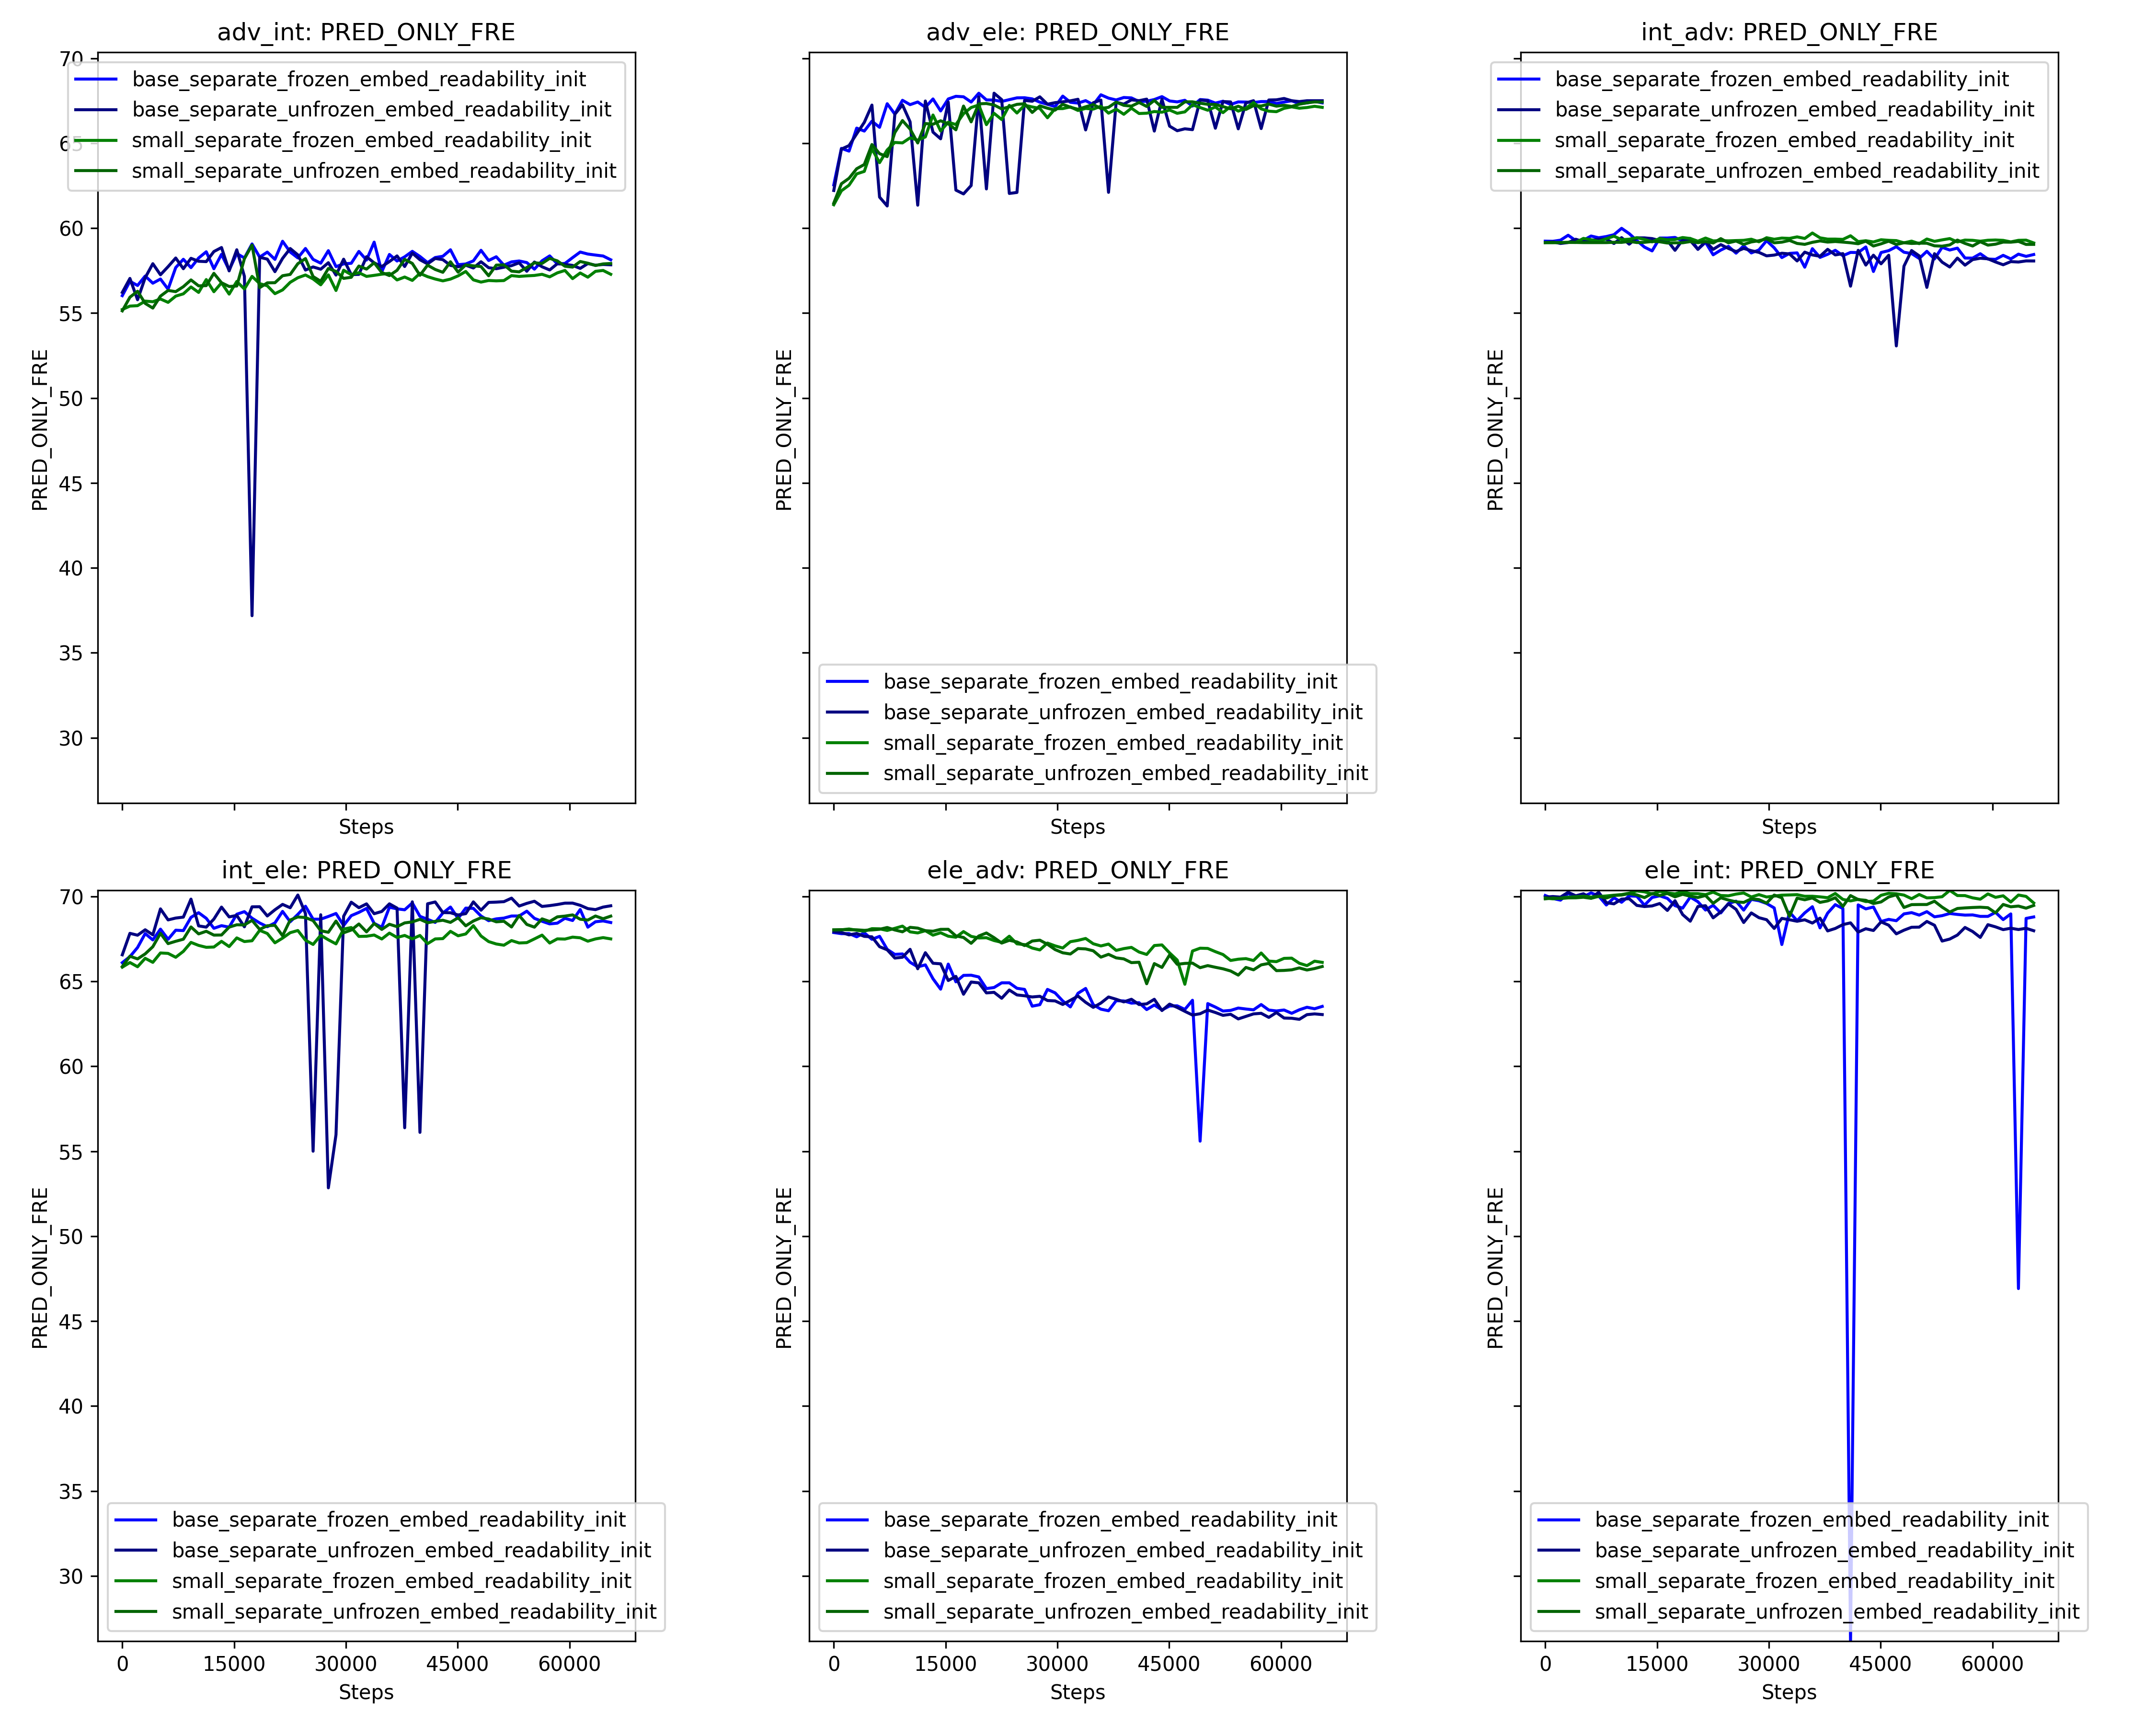 adv_int: PRED_ONLY_FRE
adv_ele: PRED_ONLY_FRE
int_adv: PRED_ONLY_FRE
PRED_ONLY_FRE
70
65
60
55
50
45
40
35
30
base_separate_frozen_embed_readability_init
base_separate_unfrozen_embed_readability_init
small_separate_frozen_embed_readability_init
small_separate_unfrozen_embed_readability_init
Steps
PRED_ONLY_FRE
base_separate_frozen_embed_readability_init
base_separate_unfrozen_embed_readability_init
small_separate_frozen_embed_readability_init
small_separate_unfrozen_embed_readability_init
Steps
PRED_ONLY_FRE
base_separate_frozen_embed_readability_init
base_separate_unfrozen_embed_readability_init
small_separate_frozen_embed_readability_init
small_separate_unfrozen_embed_readability_init
Steps
int_ele: PRED_ONLY_FRE
ele_adv: PRED_ONLY_FRE
ele_int: PRED_ONLY_FRE
PRED_ONLY_FRE
70
65
60
55
50
45
40
35
30
base_separate_frozen_embed_readability_init
base_separate_unfrozen_embed_readability_init
small_separate_frozen_embed_readability_init
small_separate_unfrozen_embed_readability_init
0 15000 30000 45000 60000
Steps
PRED_ONLY_FRE
base_separate_frozen_embed_readability_init
base_separate_unfrozen_embed_readability_init
small_separate_frozen_embed_readability_init
small_separate_unfrozen_embed_readability_init
0 15000 30000 45000 60000
Steps
PRED_ONLY_FRE
base_separate_frozen_embed_readability_init
base_separate_unfrozen_embed_readability_init
small_separate_frozen_embed_readability_init
small_separate_unfrozen_embed_readability_init
0 15000 30000 45000 60000
Steps